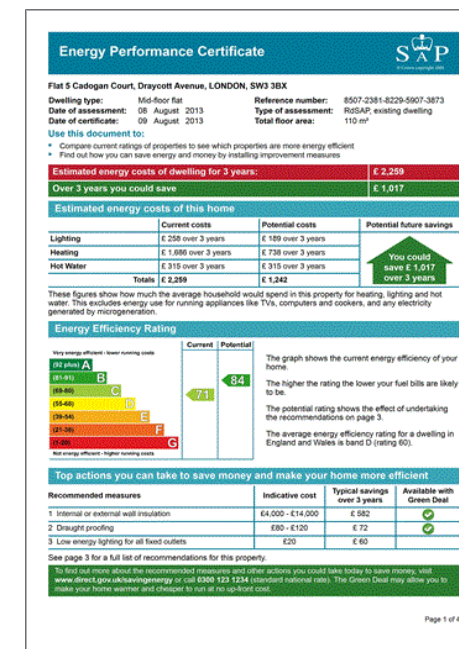 Energy Performance Certificate
SAP
© Crown copyright 2009
Flat 5 Cadogan Court, Draycott Avenue, LONDON, SW3 3BX
Dwelling type: Mid-floor flat Reference number: 8507-2381-8229-5907-3873
Date of assessment: 08 August 2013 Type of assessment: RdSAP, existing dwelling
Date of certificate: 09 August 2013 Total floor area: 110 m²
Use this document to:
• Compare current ratings of properties to see which properties are more energy efficient
• Find out how you can save energy and money by installing improvement measures
Estimated energy costs of dwelling for 3 years: £ 2,259
Over 3 years you could save £ 1,017
Estimated energy costs of this home
Current costs Potential costs Potential future savings
Lighting £ 258 over 3 years £ 189 over 3 years
Heating £ 1,686 over 3 years £ 738 over 3 years
Hot Water £ 315 over 3 years £ 315 over 3 years
Totals £ 2,259 £ 1,242
You could
save £ 1,017
over 3 years
These figures show how much the average household would spend in this property for heating, lighting and hot
water. This excludes energy use for running appliances like TVs, computers and cookers, and any electricity
generated by microgeneration.
Energy Efficiency Rating
Current Potential
Very energy efficient - lower running costs
(92 plus) A
(81-91) B
(69-80) C
(55-68) D
(39-54) E
(21-38) F
(1-20) G
Not energy efficient - higher running costs
71
84
The graph shows the current energy efficiency of your
home.
The higher the rating the lower your fuel bills are likely
to be.
The potential rating shows the effect of undertaking
the recommendations on page 3.
The average energy efficiency rating for a dwelling in
England and Wales is band D (rating 60).
Top actions you can take to save money and make your home more efficient
Recommended measures Indicative cost Typical savings over 3 years Available with Green Deal
1 Internal or external wall insulation £4,000 - £14,000 £ 582
2 Draught proofing £80 - £120 £ 72
3 Low energy lighting for all fixed outlets £20 £ 60
See page 3 for a full list of recommendations for this property.
To find out more about the recommended measures and other actions you could take today to save money, visit
www.direct.gov.uk/savingenergy or call 0300 123 1234 (standard national rate). The Green Deal may allow you to
make your home warmer and cheaper to run at no up-front cost.
Page 1 of 4